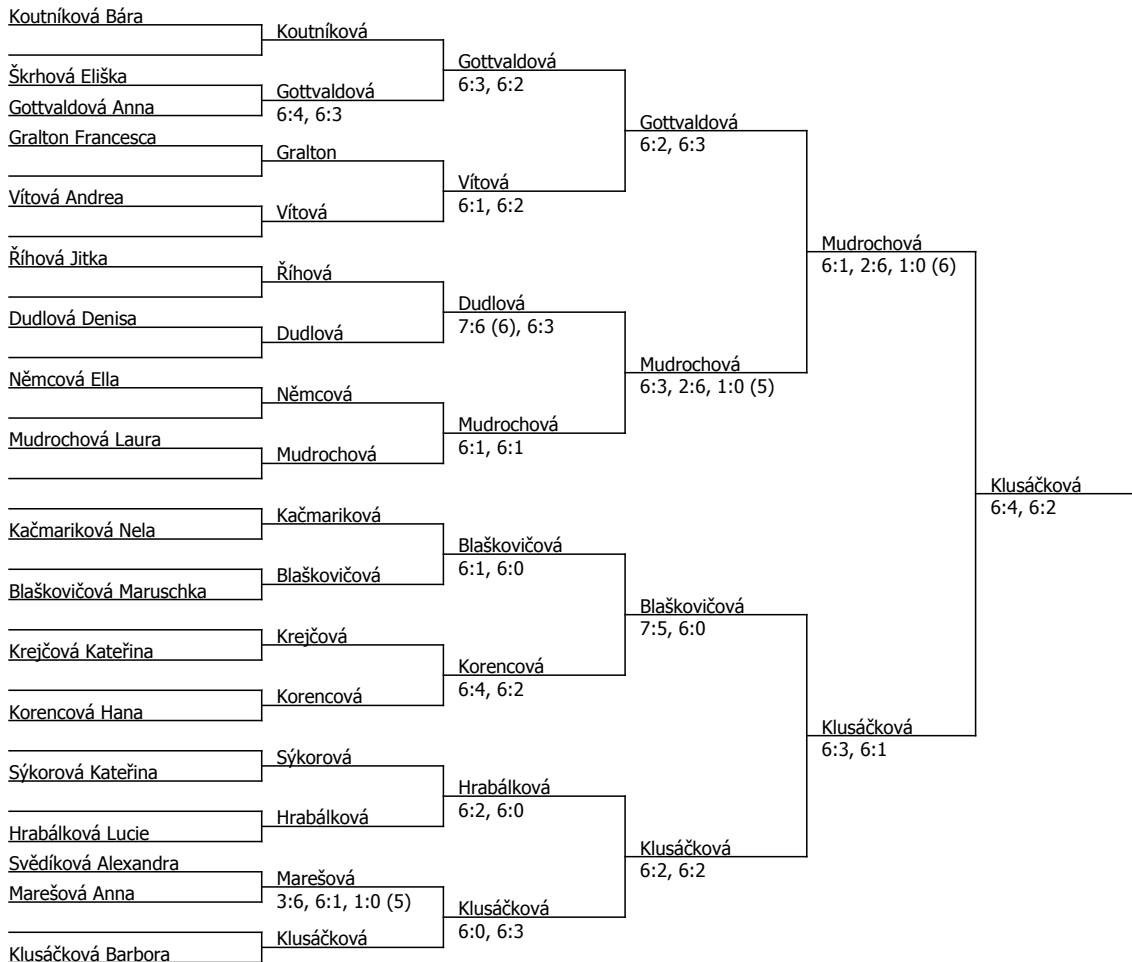 Koutníková Bára
Škrhová Eliška
Gottvaldová Anna
Gralton Francesca
Vítová Andrea
Říhová Jitka
Dudlová Denisa
Němcová Ella
Mudrochová Laura
Kačmariková Nela
Blaškovičová Maruschka
Krejčová Kateřina
Korencová Hana
Sýkorová Kateřina
Hrabálková Lucie
Svědíková Alexandra
Marešová Anna
Klusáčková Barbora
Koutníková
Gottvaldová
6:4, 6:3
Gralton
Vítová
Říhová
Dudlová
Němcová
Mudrochová
Kačmariková
Blaškovičová
Krejčová
Korencová
Sýkorová
Hrabálková
Marešová
3:6, 6:1, 1:0 (5)
Klusáčková
Gottvaldová
6:3, 6:2
Vítová
6:1, 6:2
Dudlová
7:6 (6), 6:3
Mudrochová
6:1, 6:1
Blaškovičová
6:1, 6:0
Korencová
6:4, 6:2
Hrabálková
6:2, 6:0
Klusáčková
6:0, 6:3
Gottvaldová
6:2, 6:3
Mudrochová
6:3, 2:6, 1:0 (5)
Blaškovičová
7:5, 6:0
Klusáčková
6:2, 6:2
Mudrochová
6:1, 2:6, 1:0 (6)
Klusáčková
6:3, 6:1
Klusáčková
6:4, 6:2